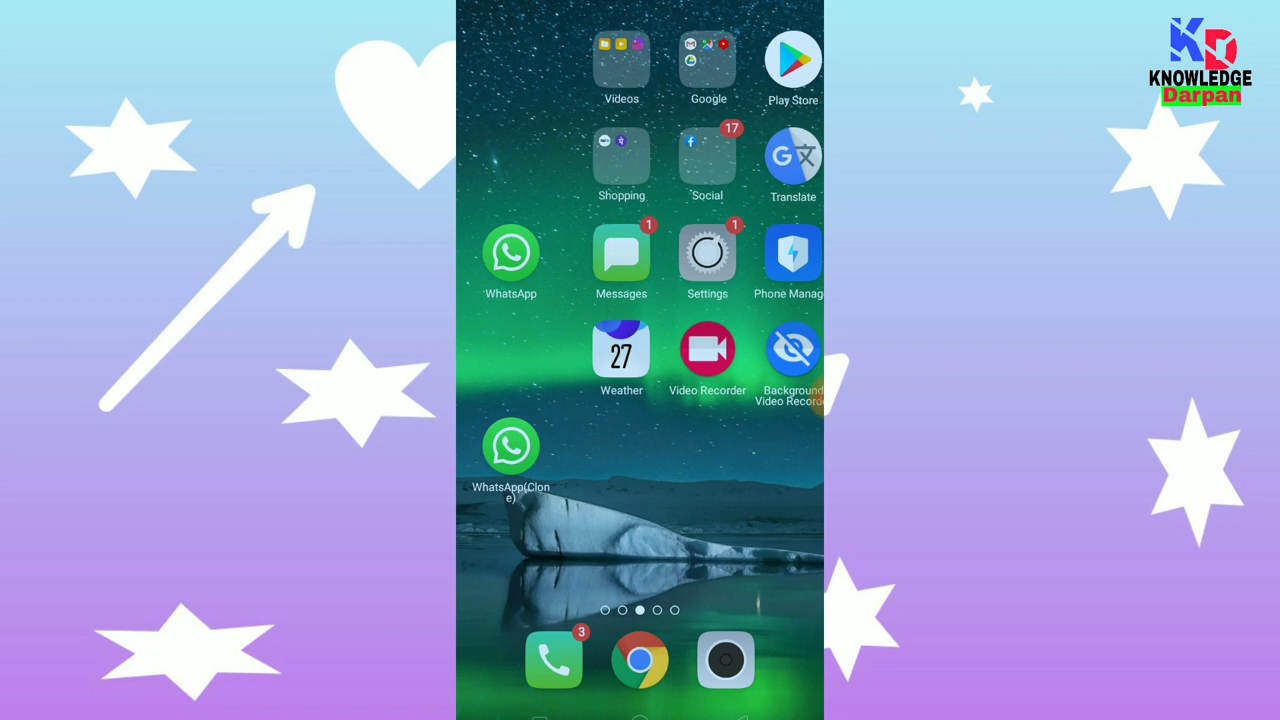 KNOWLEDGE
Darpan
Videos
Google
Play Store
17
Shopping
Social
Translate
1
1
WhatsApp
Messages
Settings
Phone Manag
27
Weather
Video Recorder
Background
Video Record
WhatsApp(Clon
e)
3